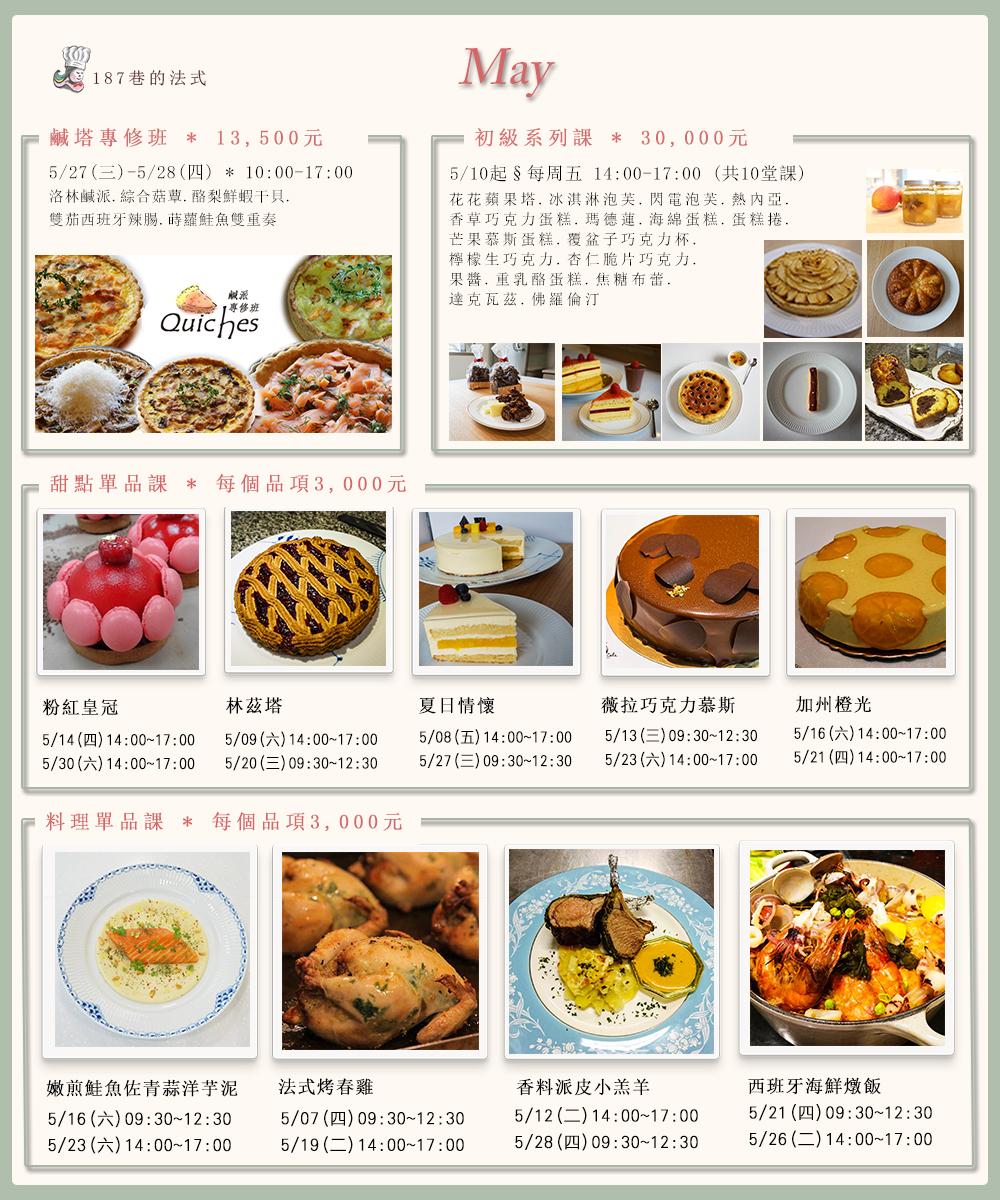 187巷的法式
May
鹹塔專修班 * 13,500元
5/27(三)-5/28(四) * 10:00-17:00
洛林鹹派.綜合菇蕈.酪梨鮮蝦干貝.
雙茄西班牙辣腸.蒔蘿鮭魚雙重奏
鹹派
專修班
Quiches
初級系列課 * 30,000元
5/10起§每周五 14:00-17:00 (共10堂課)
花花蘋果塔.冰淇淋泡芙.閃電泡芙.熱內亞.
香草巧克力蛋糕.瑪德蓮.海綿蛋糕.蛋糕捲.
芒果慕斯蛋糕.覆盆子巧克力杯.
檸檬生巧克力.杏仁脆片巧克力.
果醬.重乳酪蛋糕.焦糖布蕾.
達克瓦茲.佛羅倫汀
甜點單品課 * 每個品項3,000元
粉紅皇冠
5/14(四)14:00~17:00
5/30(六)14:00~17:00
林茲塔
5/09(六)14:00~17:00
5/20(三)09:30~12:30
夏日情懷
5/08(五)14:00~17:00
5/27(三)09:30~12:30
薇拉巧克力慕斯
5/13(三)09:30~12:30
5/23(六)14:00~17:00
加州橙光
5/16(六)14:00~17:00
5/21(四)14:00~17:00
料理單品課 * 每個品項3,000元
嫩煎鮭魚佐青蒜洋芋泥
5/16(六)09:30~12:30
5/23(六)14:00~17:00
法式烤春雞
5/07(四)09:30~12:30
5/19(二)14:00~17:00
香料派皮小羔羊
5/12(二)14:00~17:00
5/28(四)09:30~12:30
西班牙海鮮燉飯
5/21(四)09:30~12:30
5/26(二)14:00~17:00